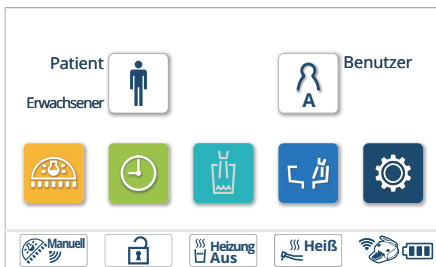 Patient
Benutzer
Erwachsener
A
Manuell
Heizung
Aus
Heiß